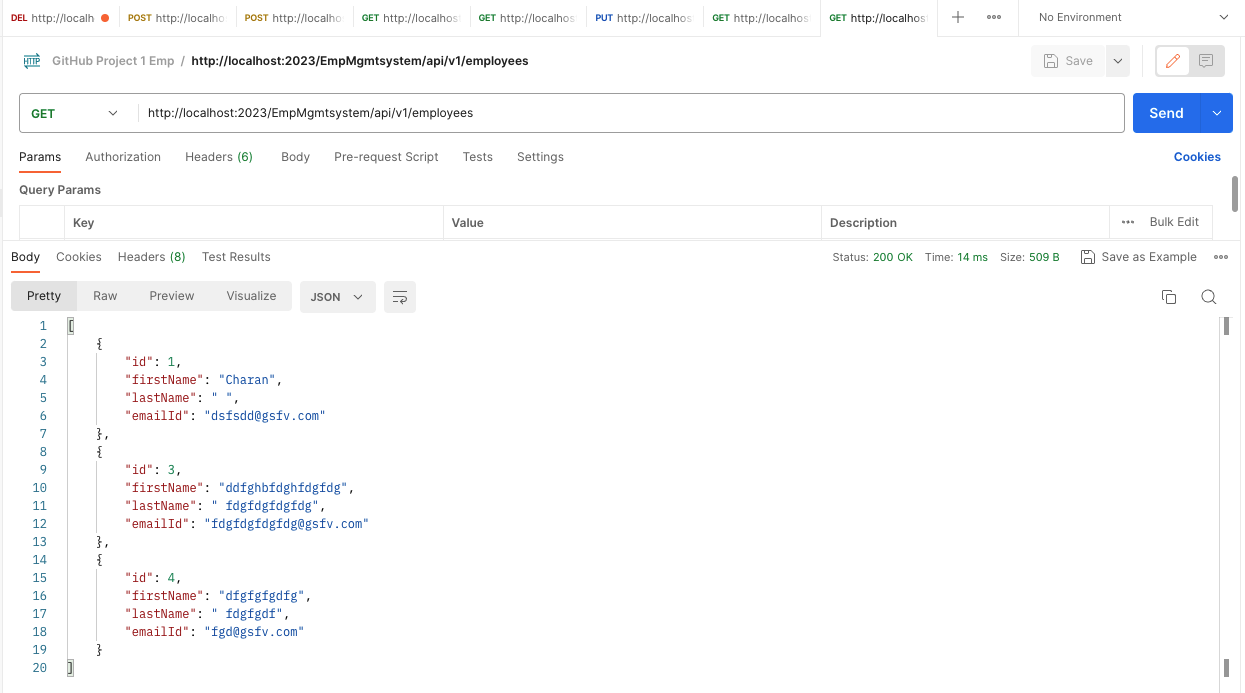 DEL http://localh POST http://localho POST http://localho GET http://localhos GET http://localhos PUT http://localhos GET http://localhos GET http://localhos No Environment
HTTP GitHub Project 1 Emp / http://localhost:2023/EmpMgmtsystem/api/v1/employees Save
GET http://localhost:2023/EmpMgmtsystem/api/v1/employees Send
Params Authorization Headers (6) Body Pre-request Script Tests Settings Cookies
Query Params
Key Value Description Bulk Edit
Body Cookies Headers (8) Test Results Status: 200 OK Time: 14 ms Size: 509 B Save as Example
Pretty Raw Preview Visualize JSON
1 [
2 {
3 "id": 1,
4 "firstName": "Charan",
5 "lastName": " ",
6 "emailId": "dsfsdd@gsfv.com"
7 },
8 {
9 "id": 3,
10 "firstName": "ddfghbfdghfdgfdg",
11 "lastName": " fdgfdgfdgfdg",
12 "emailId": "fdgfdgfdgfdg@gsfv.com"
13 },
14 {
15 "id": 4,
16 "firstName": "dfgfgfgdfg",
17 "lastName": " fdgfgdf",
18 "emailId": "fgd@gsfv.com"
19 }
20 ]